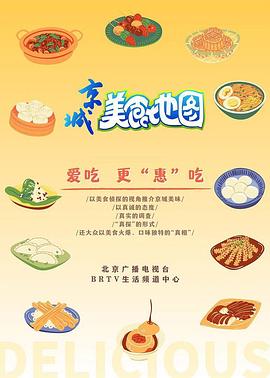 京城美食地图
爱吃 更“惠”吃
/以美食侦探的视角推介京城美味/
/以真诚的态度/
/真实的调查/
/“真探”的形式/
/还大众以美食火爆、口味独特的“真相”/
北京广播电视台
BRTV生活频道中心
DELICIOUS